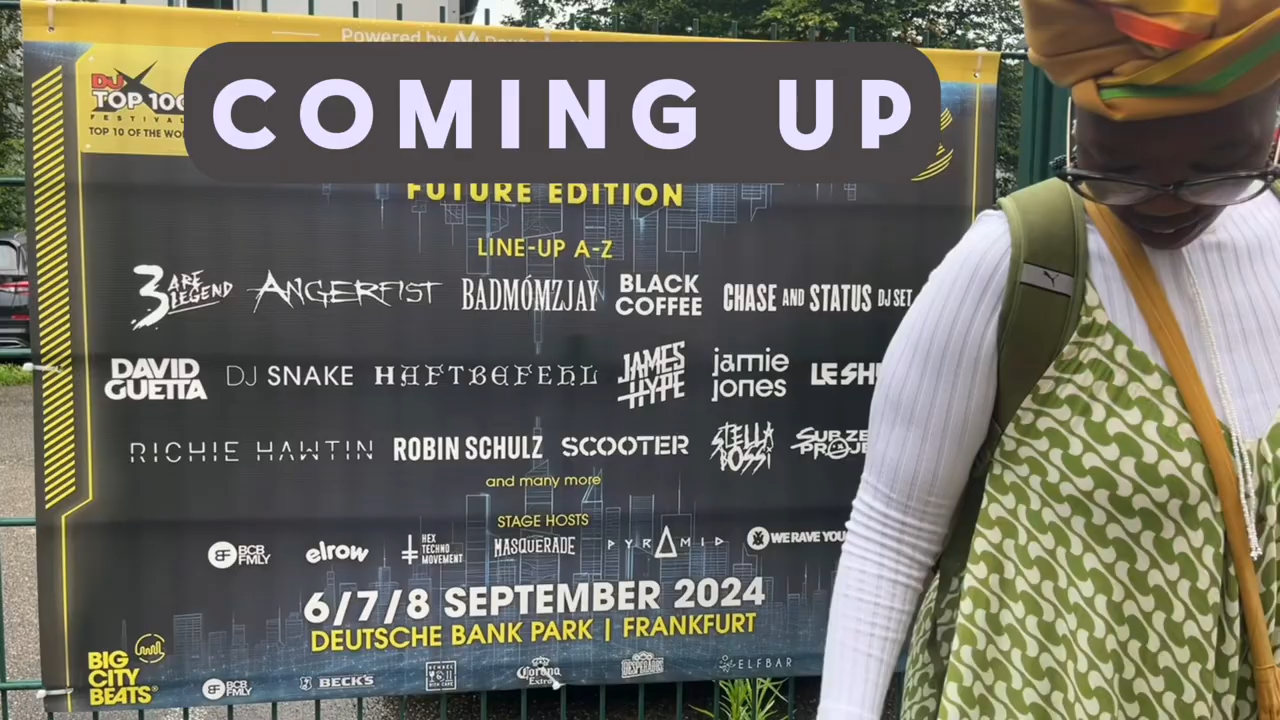 Powered by
COMING UP
DJ
TOP 100
FESTIVAL
TOP 10 OF THE
FUTURE EDITION
LINE-UP A-Z
3 ARE LEGEND ANGERFIST BADMÓMZJAY BLACK COFFEE CHASE AND STATUS DJ SET
DAVID GUETTA DJ SNAKE HAFTBEFEHL JAMES HYPE jamie jones
RICHIE HAWTIN ROBIN SCHULZ SCOOTER STELLA BOSSI
and many more
STAGE HOSTS
BCB FMLY elrow HEX TECHNO MOVEMENT MASQUERADE PYRAMID WE RAVE YOU
6/7/8 SEPTEMBER 2024
DEUTSCHE BANK PARK | FRANKFURT
BIG CITY BEATS
BCB FMLY BECK'S Corona Extra DESPERADOS ELFBAR
PUMA